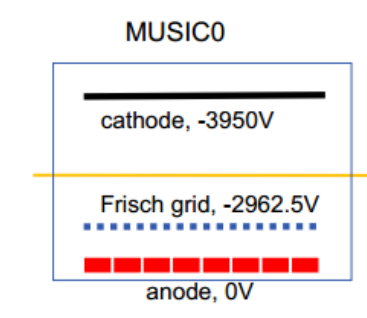 MUSIC0
cathode, -3950V
Frisch grid, -2962.5V
anode, 0V